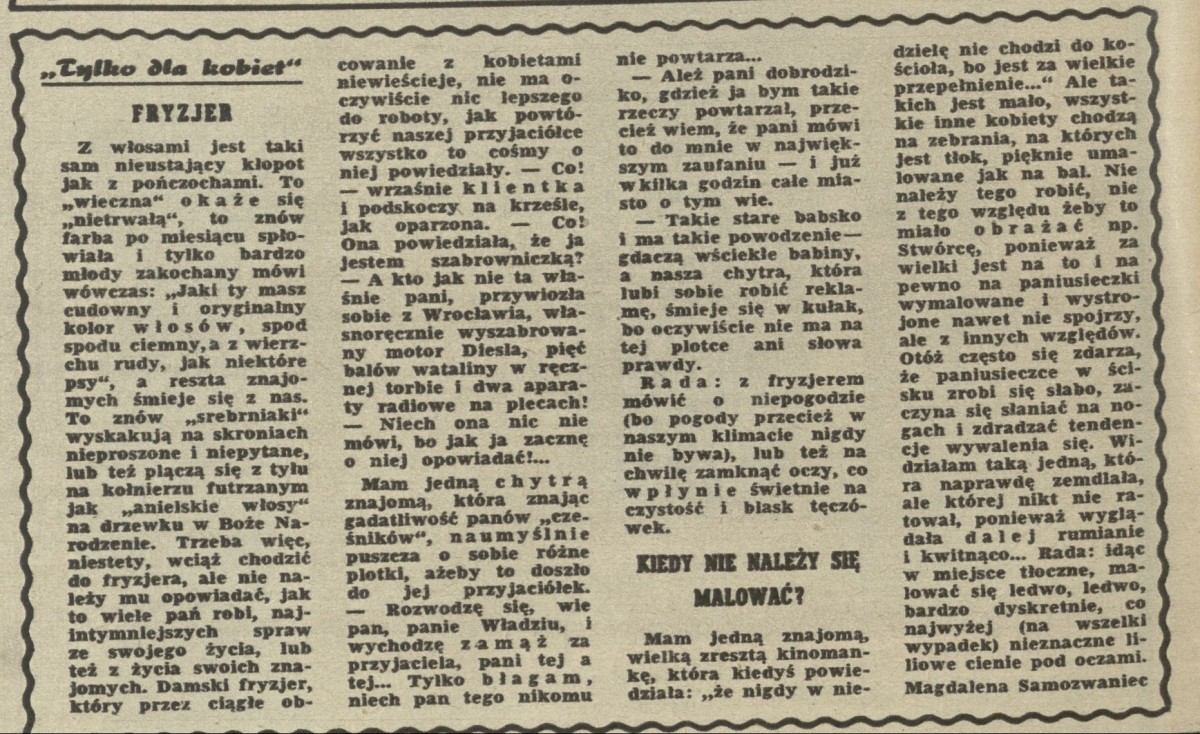 „Tylko dla kobiet“
FRYZJER
Z włosami jest taki
sam nieustający kłopot
jak z pończochami. To
„wieczna“ okaże się
„nietrwałą“, to znów
farba po miesiącu spło-
wiała i tylko bardzo
młody zakochany mówi
wówczas: „Jaki ty masz
cudowny i oryginalny
kolor włosów, spod
spodu ciemny, a z wierz-
chu rudy, jak niektóre
psy“, a reszta znajo-
mych śmieje się z nas.
To znów „srebrniaki“
wyskakują na skroniach
nieproszone i niepytane,
lub też plączą się z tyłu
na kołnierzu futrzanym
jak „anielskie włosy“
na drzewku w Boże Na-
rodzenie. Trzeba więc,
niestety, wciąż chodzić
do fryzjera, ale nie na-
leży mu opowiadać, jak
to wiele pań robi, naj-
intymniejszych spraw
ze swojego życia, lub
też z życia swoich zna-
jomych. Damski fryzjer,
który przez ciągłe ob-
cowanie z kobietami
niewieścieje, nie ma o-
czywiście nic lepszego
do roboty, jak powtó-
rzyć naszej przyjaciółce
wszystko to cośmy o
niej powiedziały. — Co!
— wrzaśnie klientka
i podskoczy na krześle,
jak oparzona. — Co!
Ona powiedziała, że ja
jestem szabrowniczką?
— A kto jak nie ta wła-
śnie pani, przywiozła
sobie z Wrocławia, wła-
snoręcznie wyszabrowa-
ny motor Diesla, pięć
balów wataliny w ręcz-
nej torbie i dwa apara-
ty radiowe na plecach!
— Niech ona nic nie
mówi, bo jak ja zacznę
o niej opowiadać!...
Mam jedną chytrą
znajomą, która znając
gadatliwość panów „cze-
śników“, naumyślnie
puszcza o sobie różne
plotki, ażeby to doszło
do jej przyjaciółek.
— Rozwodzę się, wie
pan, panie Władziu, i
wychodzę zamąż za
przyjaciela, pani tej a
tej... Tylko błagam,
niech pan tego nikomu
nie powtarza...
— Ależ pani dobrodzi-
ko, gdzież ja bym takie
rzeczy powtarzał, prze-
cież wiem, że pani mówi
to do mnie w najwięk-
szym zaufaniu — i już
w kilka godzin całe mia-
sto o tym wie.
— Takie stare babsko
i ma takie powodzenie—
gdaczą wściekle babiny,
a nasza chytra, która
lubi sobie robić rekla-
mę, śmieje się w kułak,
bo oczywiście nie ma na
tej plotce ani słowa
prawdy.
Rada: z fryzjerem
mówić o niepogodzie
(bo pogody przecież w
naszym klimacie nigdy
nie bywa), lub też na
chwilę zamknąć oczy, co
wpłynie świetnie na
czystość i blask tęczó-
wek.
KIEDY NIE NALEŻY SIĘ
MALOWAĆ?
Mam jedną znajomą,
wielką zresztą kinoman-
kę, która kiedyś powie-
działa: „że nigdy w nie-
dzielę nie chodzi do ko-
ścioła, bo jest za wielkie
przepełnienie...“ Ale ta-
kich jest mało, wszyst-
kie inne kobiety chodzą
na zebrania, na których
jest tłok, pięknie uma-
lowane jak na bal. Nie
należy tego robić, nie
z tego względu żeby to
miało obrażać np.
Stwórcę, ponieważ za
wielki jest na to i na
pewno na paniusieczki
wymalowane i wystro-
jone nawet nie spojrzy,
ale z innych względów.
Otóż często się zdarza,
że paniusieczce w ści-
sku zrobi się słabo, za-
czyna się słaniać na no-
gach i zdradzać tenden-
cje wywalenia się. Wi-
działam taką jedną, któ-
ra naprawdę zemdlała,
ale której nikt nie ra-
tował, ponieważ wyglą-
dała dalej rumianie
i kwitnąco... Rada: idąc
w miejsce tłoczne, ma-
lować się ledwo, ledwo,
bardzo dyskretnie, co
najwyżej (na wszelki
wypadek) nieznaczne li-
liowe cienie pod oczami.
Magdalena Samozwaniec